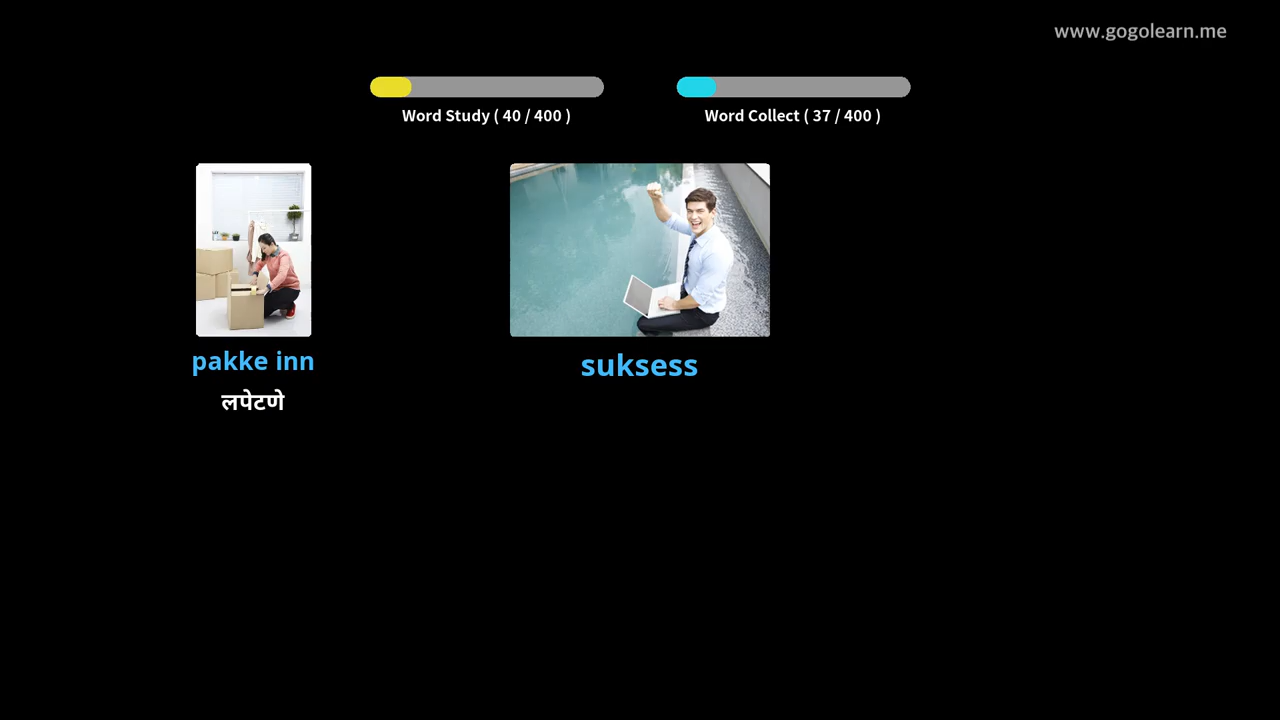 www.gogolearn.me
Word Study ( 40 / 400 )
Word Collect ( 37 / 400 )
pakke inn
लपेटणे
suksess